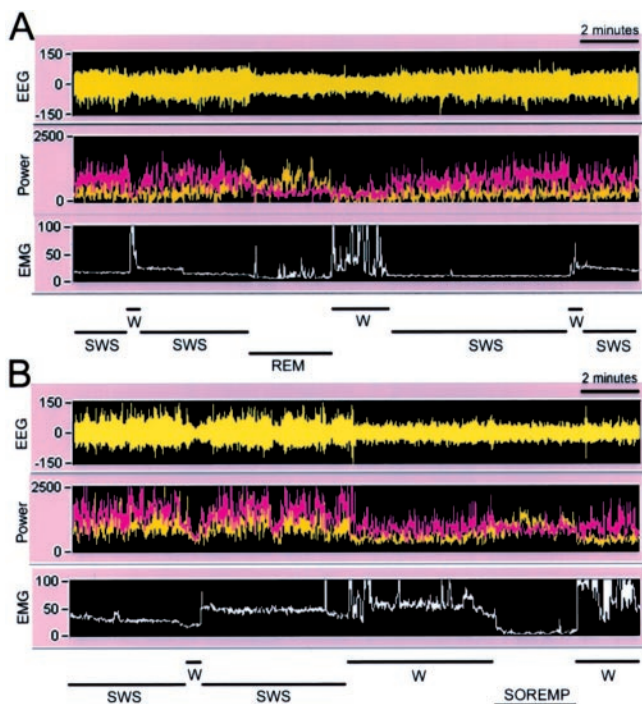 A
2 minutes
EEG
150
0
-150
Power
2500
0
EMG
100
50
0
W W W
SWS SWS SWS SWS
REM
B
2 minutes
EEG
150
0
-150
Power
2500
0
EMG
100
50
0
W W W
SWS SWS
SOREMP